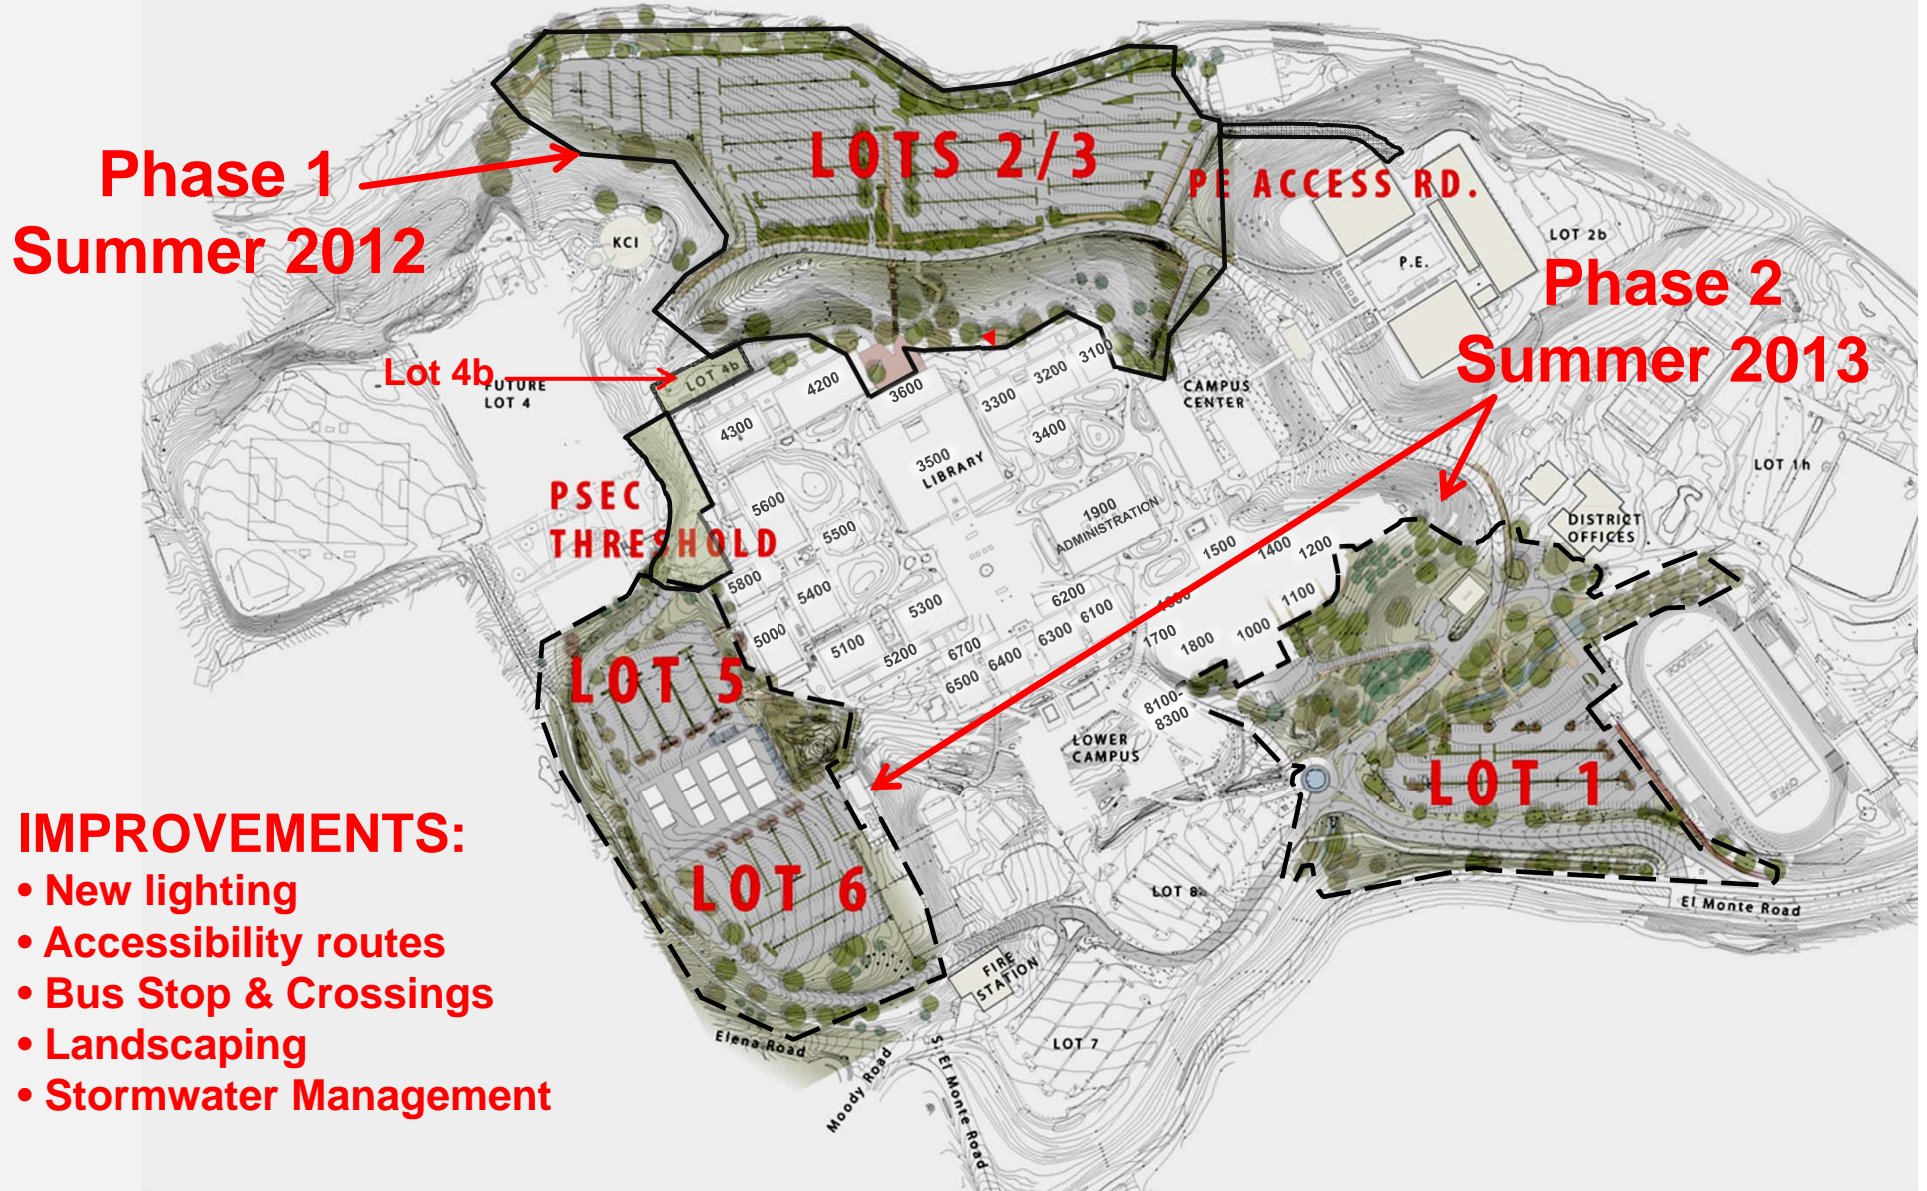 LOTS 2/3
Phase 1
Summer 2012
PE ACCESS RD.
KCI
LOT 2b
P.E.
Phase 2
Summer 2013
Lot 4b
LOT 4b
FUTURE
LOT 4
4200
3600
3100
3200
3300
3400
4300
CAMPUS
CENTER
3500
LIBRARY
LOT 1h
PSEC
THRESHOLD
5600
5500
1900
ADMINISTRATION
DISTRICT
OFFICES
1500
1400
1200
5800
5400
5300
6200
6100
1100
5000
5100
5200
6700
6400
6300
6500
1700
1800
1000
LOT 5
8100-
8300
LOWER
CAMPUS
LOT 1
LOT 6
IMPROVEMENTS:
• New lighting
• Accessibility routes
• Bus Stop & Crossings
• Landscaping
• Stormwater Management
El Monte Road
FIRE
STATION
LOT 7
Elena Road
Moody Road
S. El Monte Road